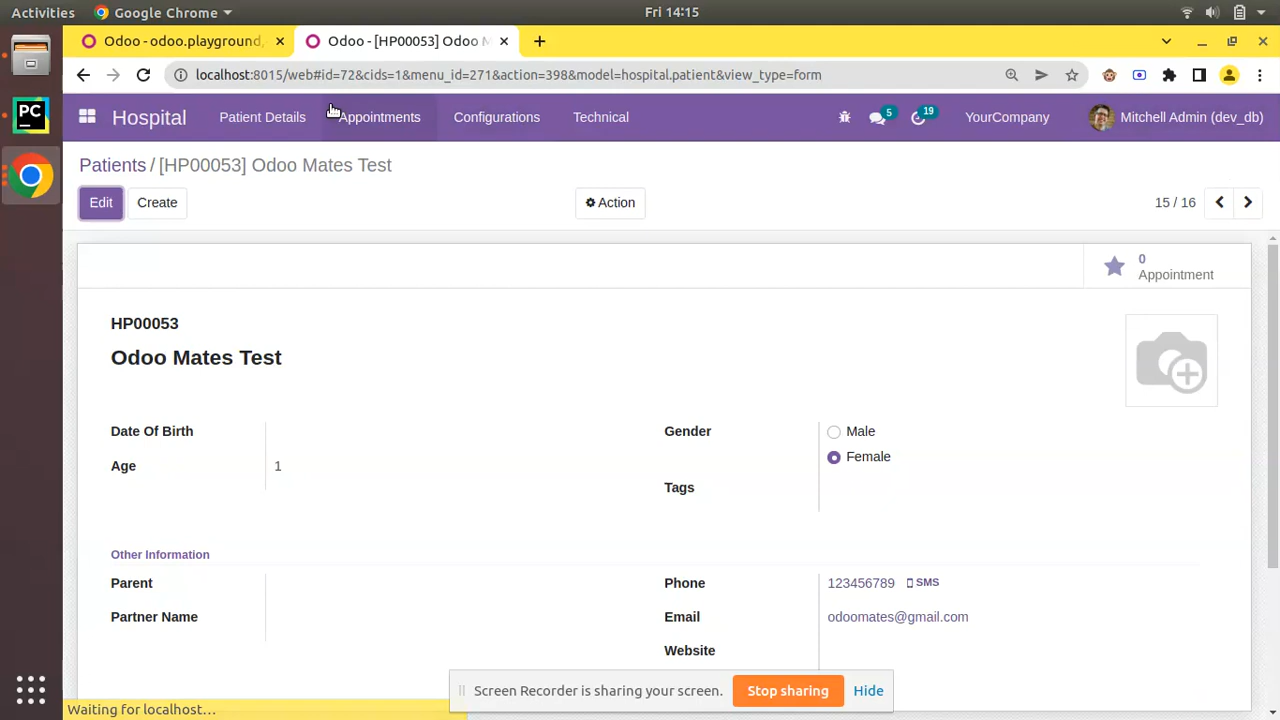 Activities
Google Chrome
Fri 14:15
Odoo - odoo.playground,
Odoo - [HP00053] Odoo M
localhost:8015/web#id=72&cids=1&menu_id=271&action=398&model=hospital.patient&view_type=form
PC
Hospital
Patient Details
Appointments
Configurations
Technical
5
19
YourCompany
Mitchell Admin (dev_db)
Patients / [HP00053] Odoo Mates Test
Edit
Create
Action
15 / 16
0
Appointment
HP00053
Odoo Mates Test
Date Of Birth
Gender
Male
Age
1
Female
Tags
Other Information
Parent
Phone
123456789
SMS
Partner Name
Email
odoomates@gmail.com
Website
Screen Recorder is sharing your screen.
Stop sharing
Hide
Waiting for localhost…